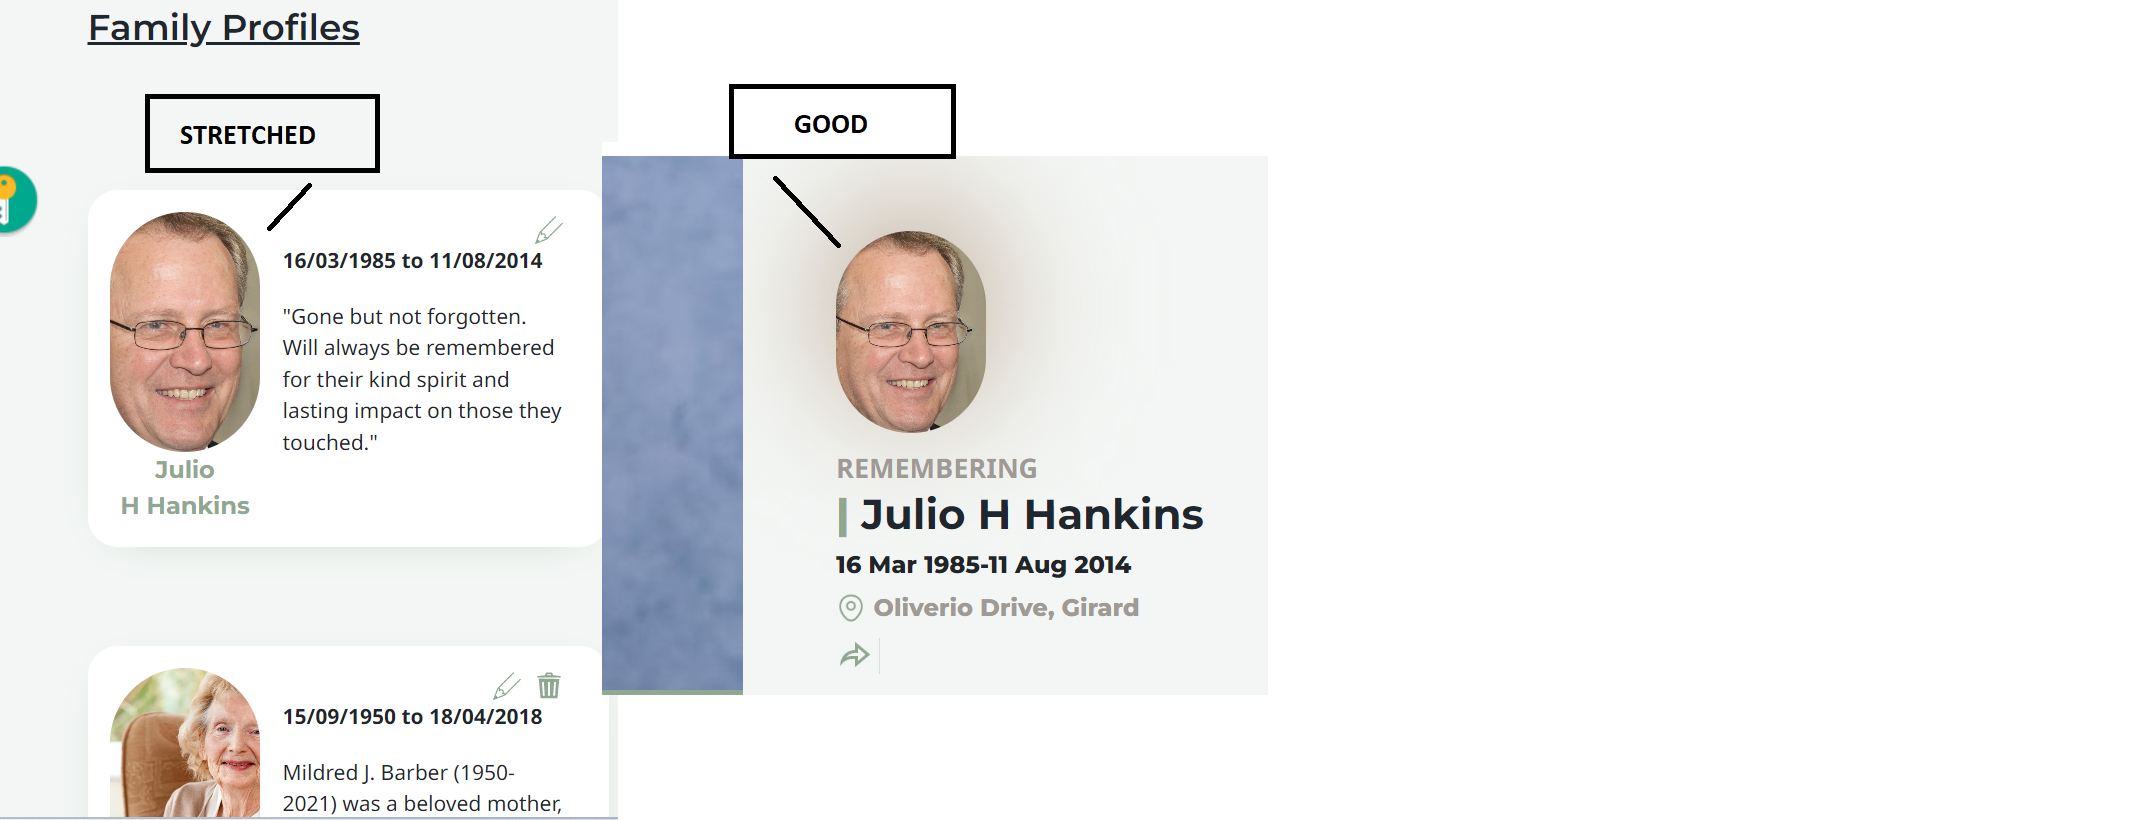 Family Profiles
STRETCHED
16/03/1985 to 11/08/2014
"Gone but not forgotten.
Will always be remembered
for their kind spirit and
lasting impact on those they
touched."
Julio
H Hankins
15/09/1950 to 18/04/2018
Mildred J. Barber (1950-
2021) was a beloved mother,
GOOD
REMEMBERING
Julio H Hankins
16 Mar 1985-11 Aug 2014
Oliverio Drive, Girard